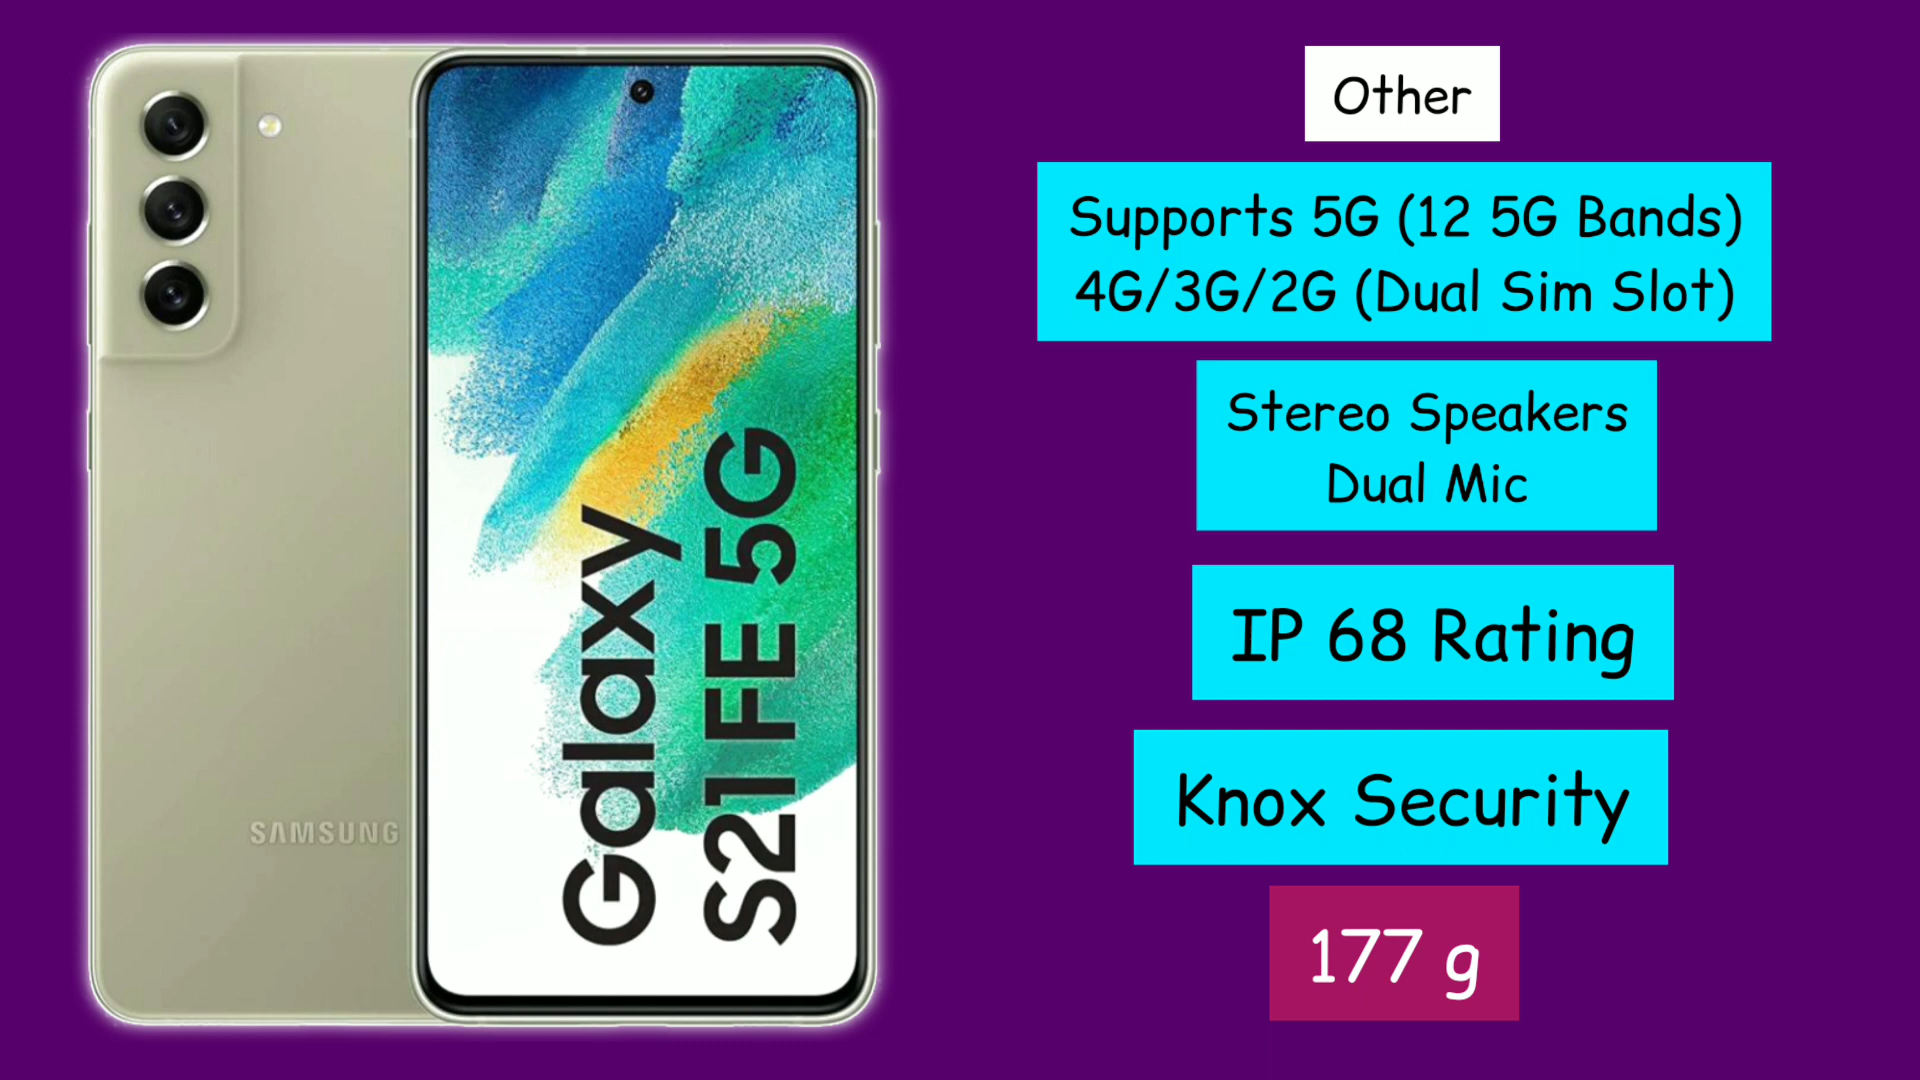 SAMSUNG
Galaxy
S21 FE 5G
Other
Supports 5G (12 5G Bands)
4G/3G/2G (Dual Sim Slot)
Stereo Speakers
Dual Mic
IP 68 Rating
Knox Security
177 g